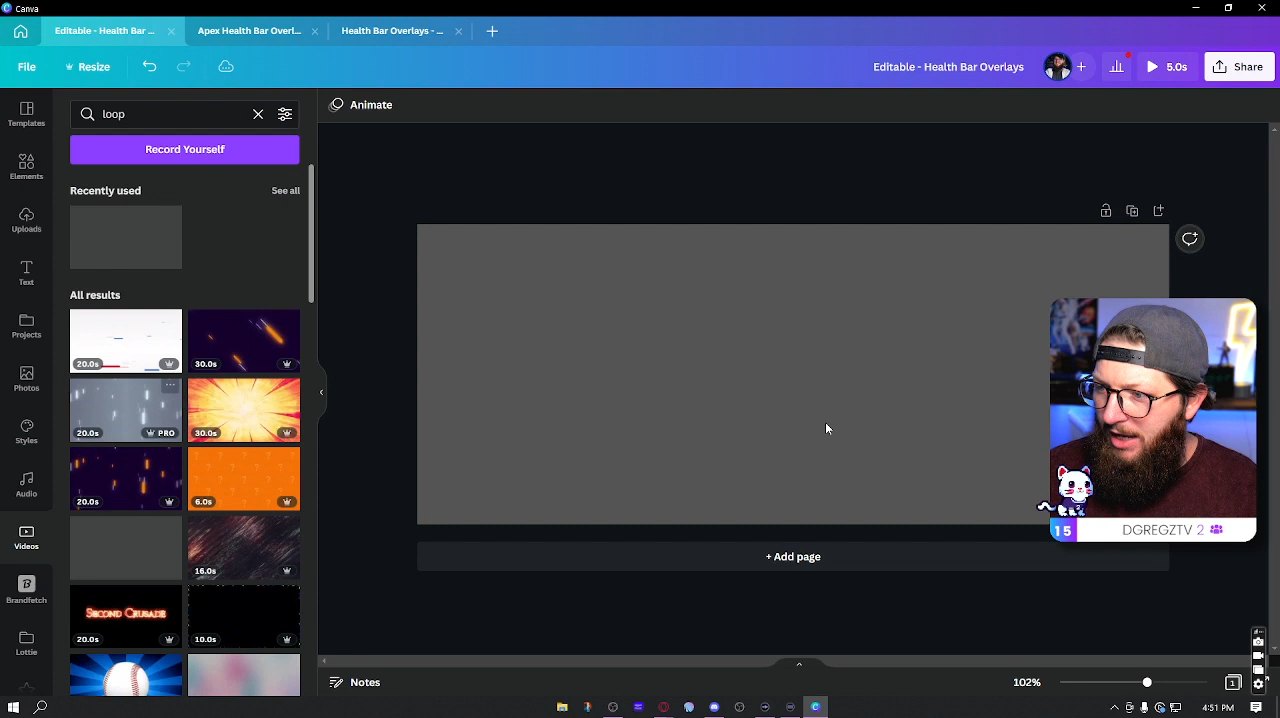 Canva
Editable - Health Bar ...
Apex Health Bar Overl...
Health Bar Overlays - ...
File
Resize
Editable - Health Bar Overlays
5.0s
Share
Templates
Elements
Uploads
Text
Projects
Photos
Styles
Audio
Videos
Brandfetch
Lottie
loop
Record Yourself
Recently used
See all
All results
20.0s
30.0s
20.0s
PRO
30.0s
20.0s
6.0s
16.0s
SECOND CRUSADE
20.0s
10.0s
Animate
+ Add page
15
DGREGZTV 2
Notes
102%
1
4:51 PM